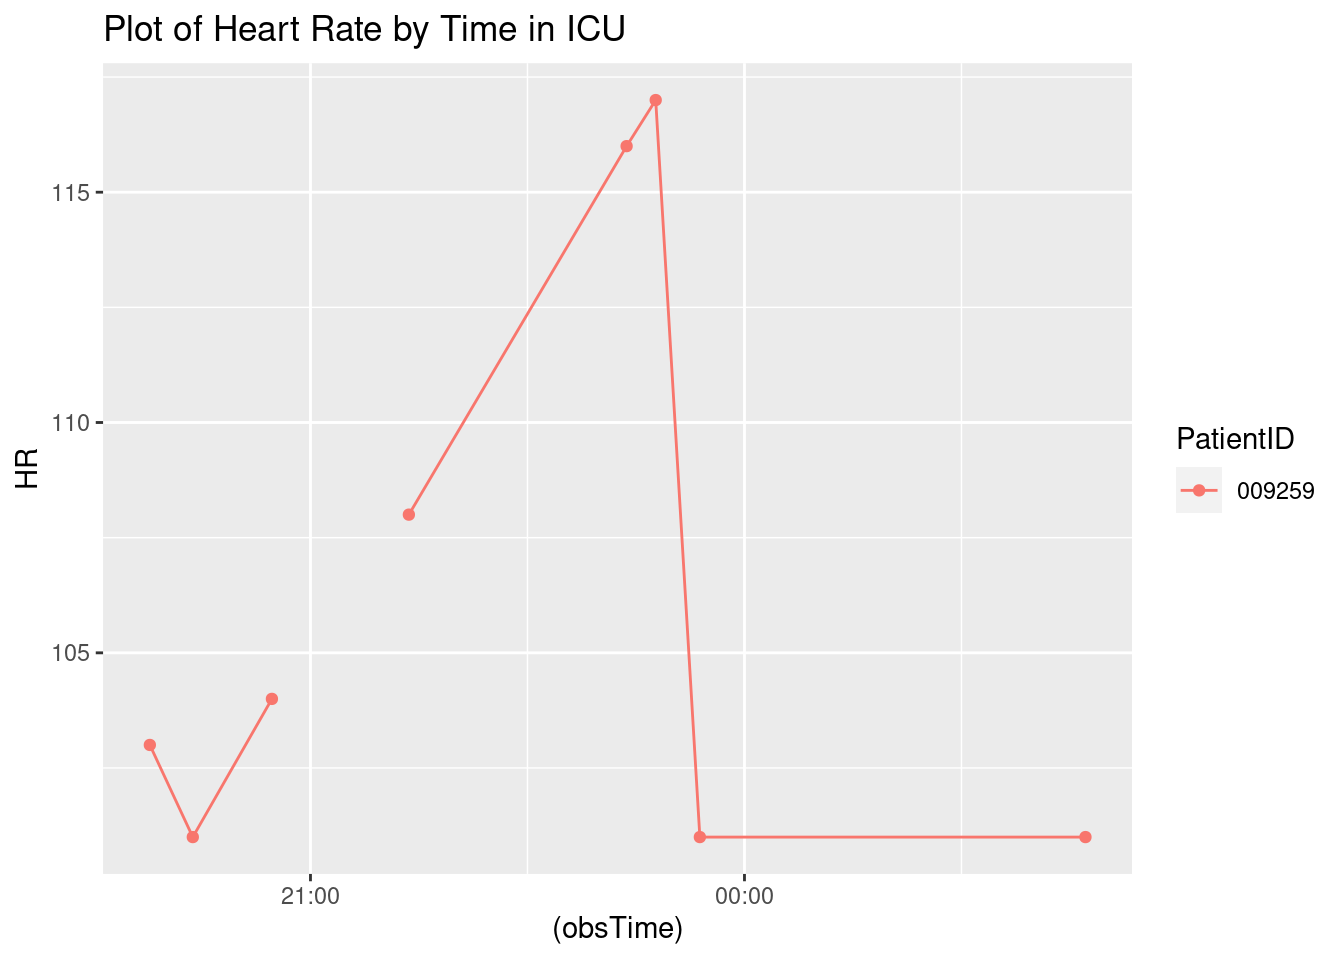 Plot of Heart Rate by Time in ICU
115
110
105
HR
21:00
00:00
(obsTime)
PatientID
009259